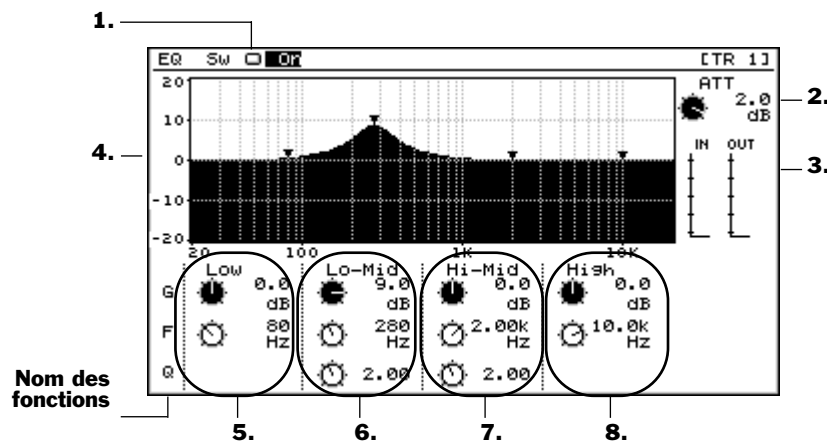 1.
EQ Sw On [TR 1]
ATT
2.0 dB
2.
IN OUT
3.
4.
20
10
0
-10
-20
20 100 1K 10K
Low Lo-Mid Hi-Mid High
G 0.0 dB 9.0 dB 0.0 dB 0.0 dB
F 80 Hz 280 Hz 2.00k Hz 10.0k Hz
Q 2.00 2.00
Nom des
fonctions
5. 6. 7. 8.